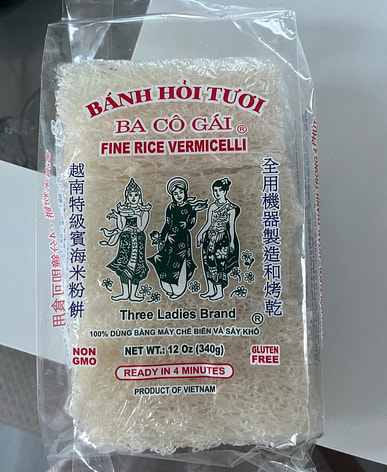 BÁNH HỎI TƯƠI
BA CÔ GÁI ®
FINE RICE VERMICELLI
越南特級賓海米粉餅
全用機器製造和烤乾
Three Ladies Brand ®
100% DÙNG BẰNG MÁY CHẾ BIẾN VÀ SẤY KHÔ
NON GMO
NET WT.: 12 Oz (340g)
GLUTEN FREE
READY IN 4 MINUTES
PRODUCT OF VIETNAM